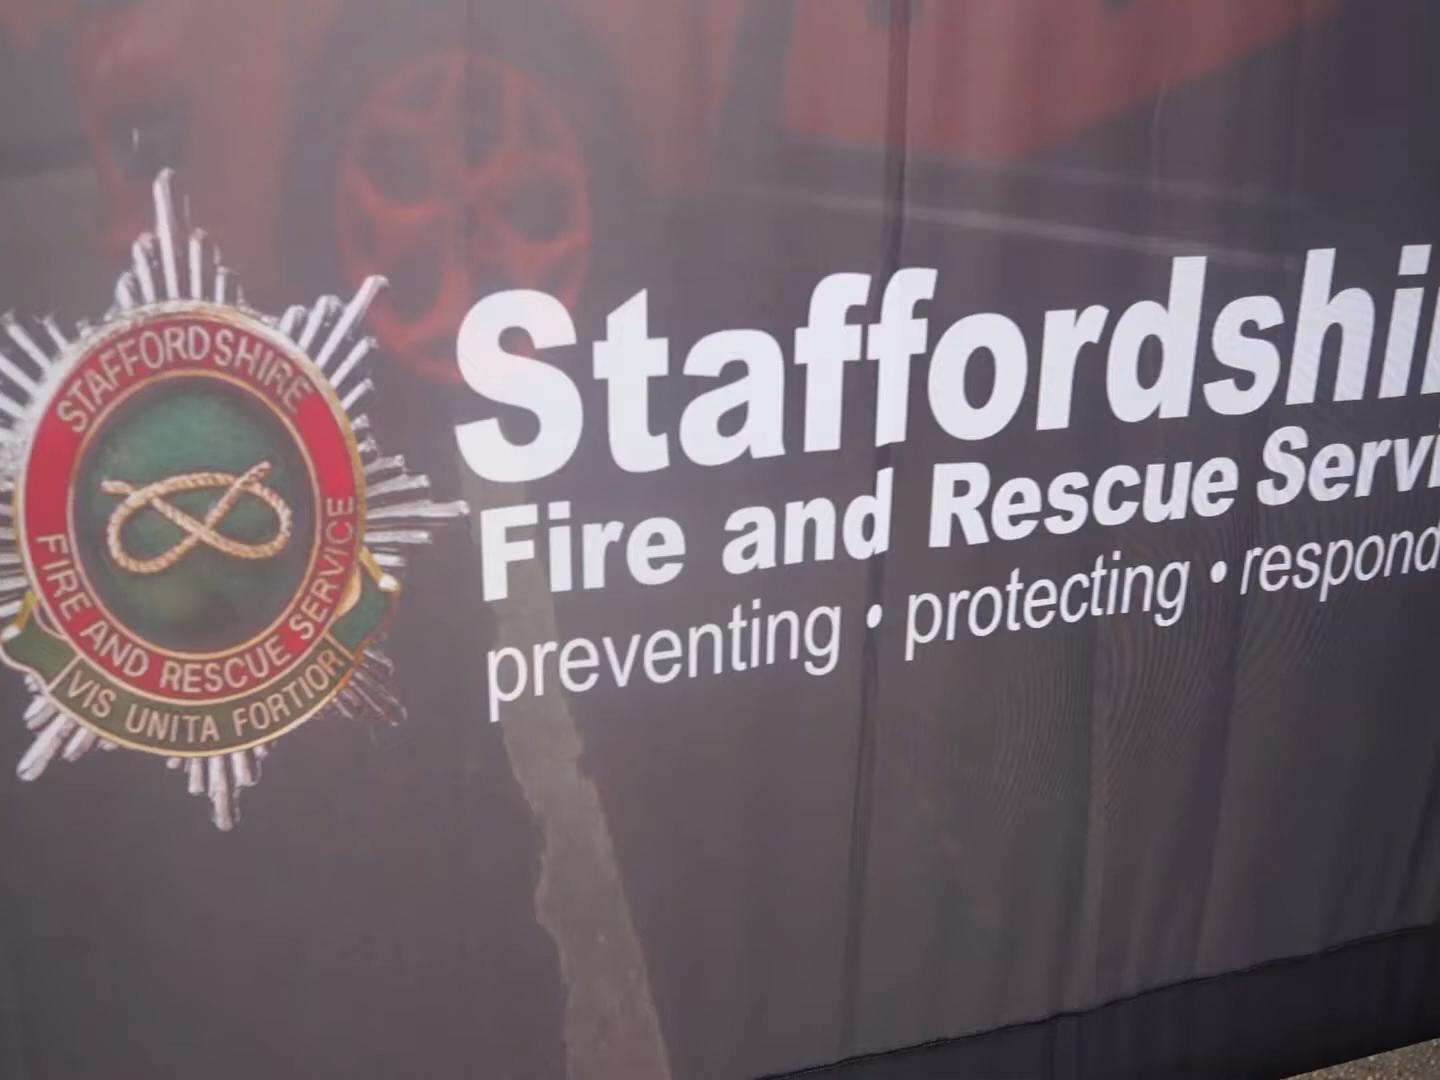 STAFFORDSHIRE
FIRE AND RESCUE SERVICE
VIS UNITA FORTIOR
Staffordshi
Fire and Rescue Servi
preventing • protecting • respond